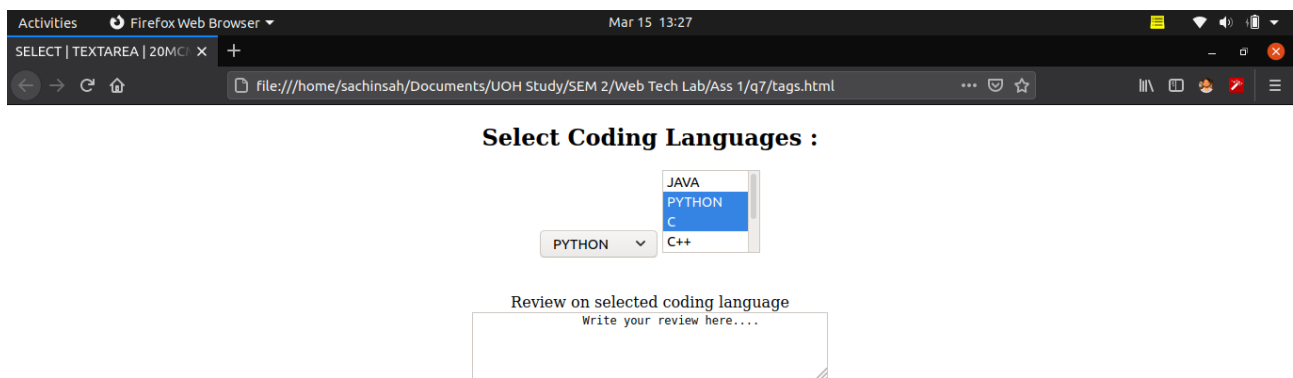 Activities Firefox Web Browser Mar 15 13:27
SELECT | TEXTAREA | 20MC
file:///home/sachinsah/Documents/UOH Study/SEM 2/Web Tech Lab/Ass 1/q7/tags.html
Select Coding Languages :
JAVA
PYTHON
C
PYTHON C++
Review on selected coding language
Write your review here....